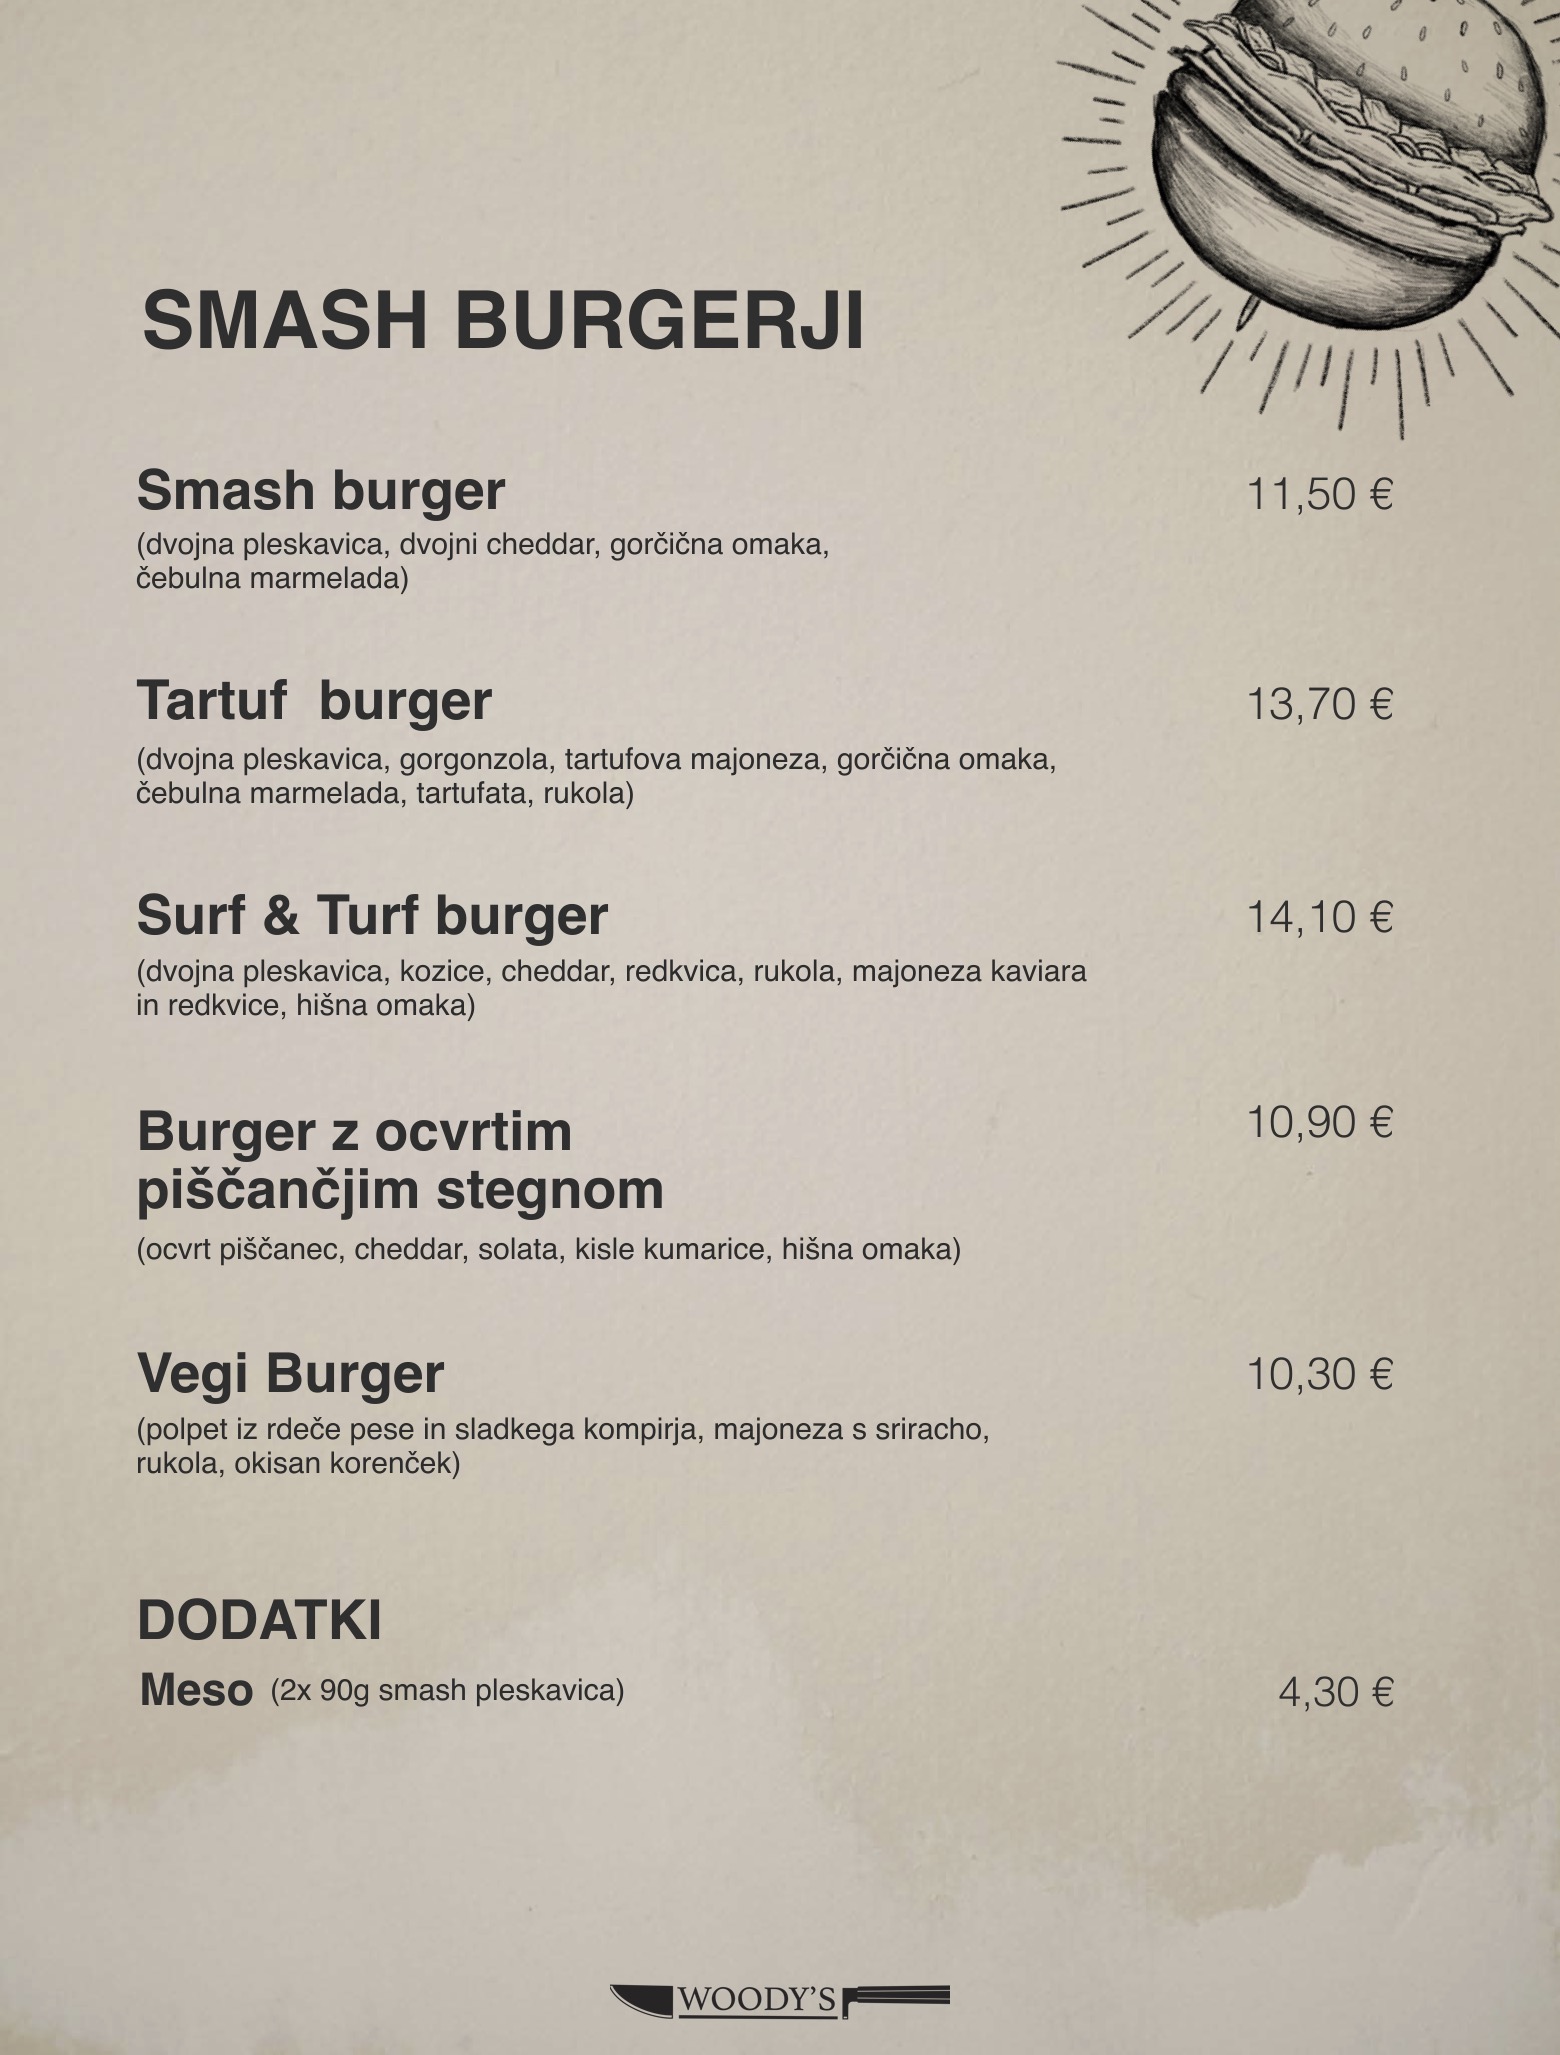 SMASH BURGERJI
Smash burger 11,50 €
(dvojna pleskavica, dvojni cheddar, gorčična omaka,
čebulna marmelada)
Tartuf burger 13,70 €
(dvojna pleskavica, gorgonzola, tartufova majoneza, gorčična omaka,
čebulna marmelada, tartufata, rukola)
Surf & Turf burger 14,10 €
(dvojna pleskavica, kozice, cheddar, redkvica, rukola, majoneza kaviara
in redkvice, hišna omaka)
Burger z ocvrtim 10,90 €
piščančjim stegnom
(ocvrt piščanec, cheddar, solata, kisle kumarice, hišna omaka)
Vegi Burger 10,30 €
(polpet iz rdeče pese in sladkega kompirja, majoneza s sriracho,
rukola, okisan korenček)
DODATKI
Meso (2x 90g smash pleskavica) 4,30 €
WOODY'S